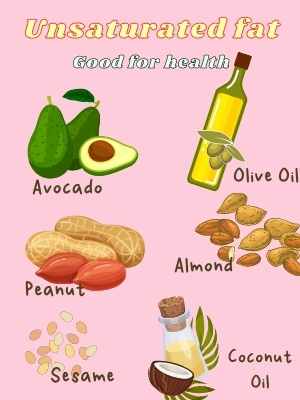 Unsaturated fat
Good for health
Avocado
Olive Oil
Almond
Peanut
Sesame
Coconut
Oil